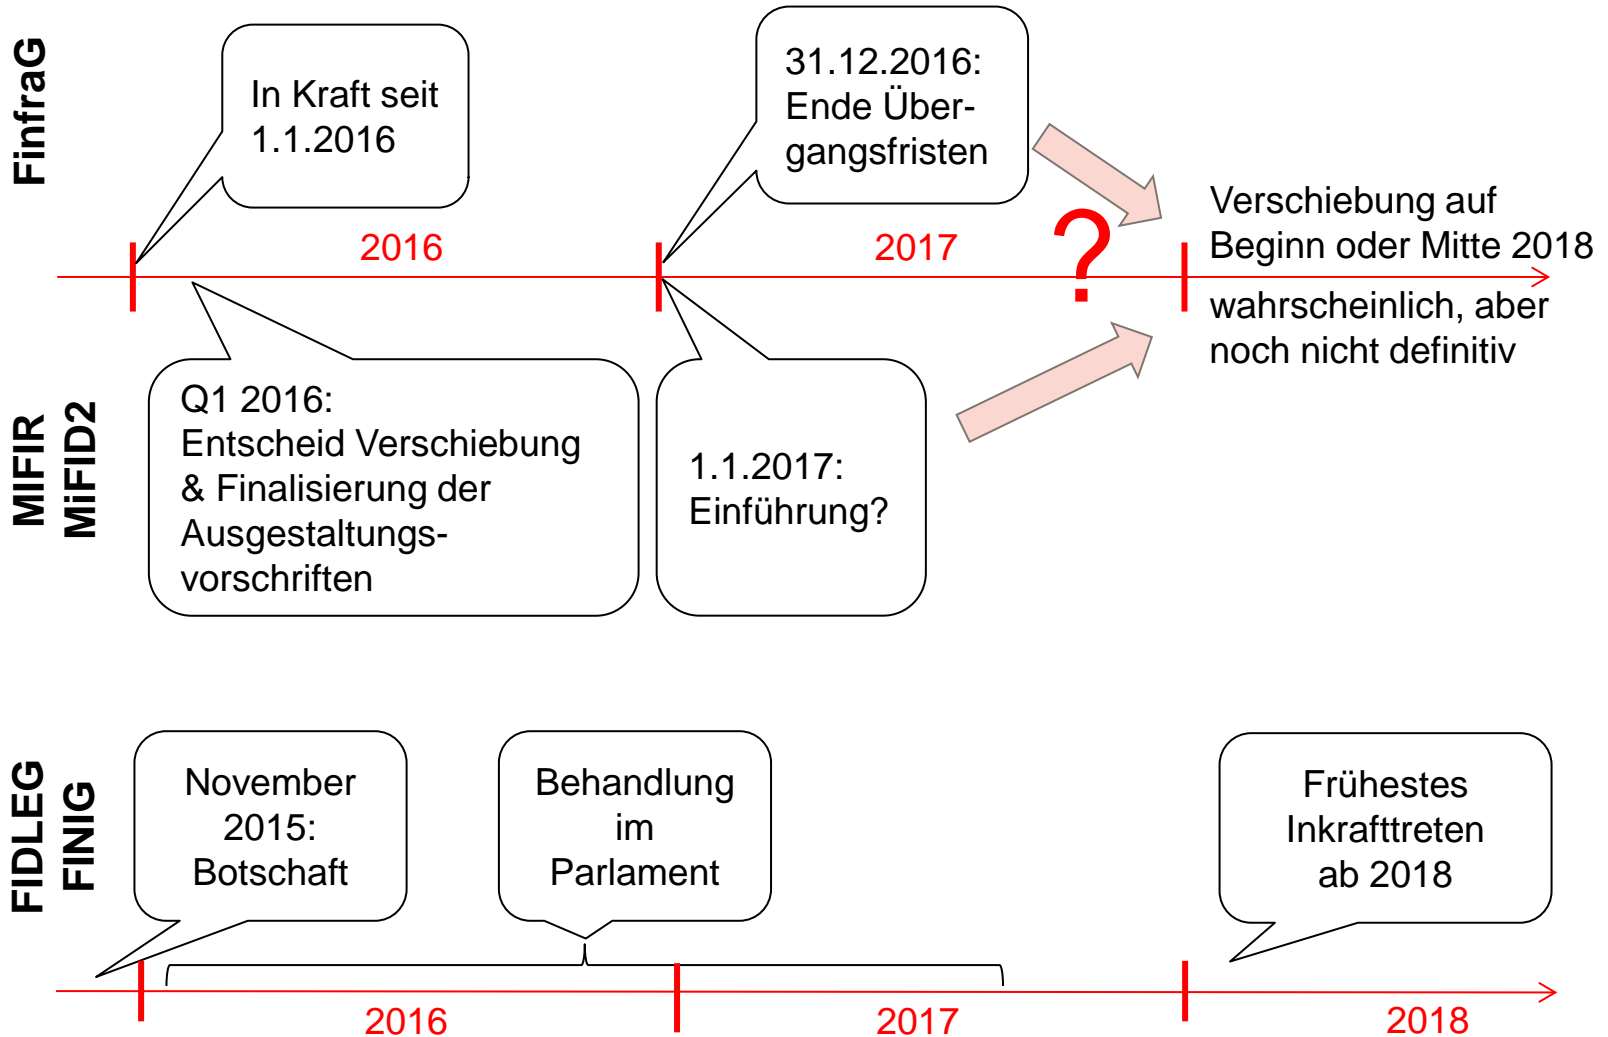 FinfraG
In Kraft seit
1.1.2016
31.12.2016:
Ende Über-
gangsfristen
2016
2017
?
Verschiebung auf
Beginn oder Mitte 2018
wahrscheinlich, aber
noch nicht definitiv
MIFIR
MiFID2
Q1 2016:
Entscheid Verschiebung
& Finalisierung der
Ausgestaltungs-
vorschriften
1.1.2017:
Einführung?
FIDLEG
FINIG
November
2015:
Botschaft
Behandlung
im
Parlament
Frühestes
Inkrafttreten
ab 2018
2016
2017
2018